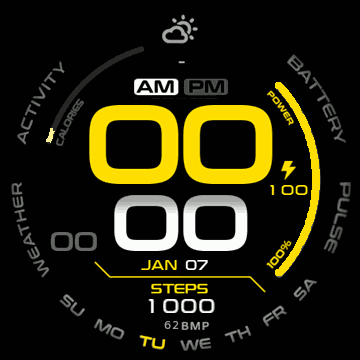 -
AM PM
ACTIVITY
CALORIES
BATTERY
POWER
00
100
00
00
WEATHER
PULSE
100%
JAN 07
STEPS
1000
62 BPM
SU MO TU WE TH FR SA